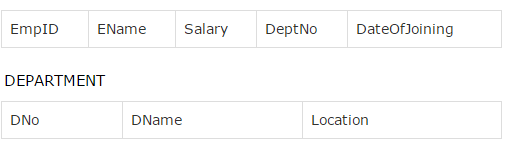 EmpID EName Salary DeptNo DateOfJoining
DEPARTMENT
DNo DName Location